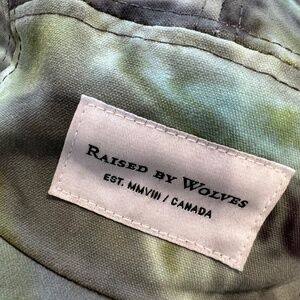 RAISED BY WOLVES
EST. MMVIII / CANADA